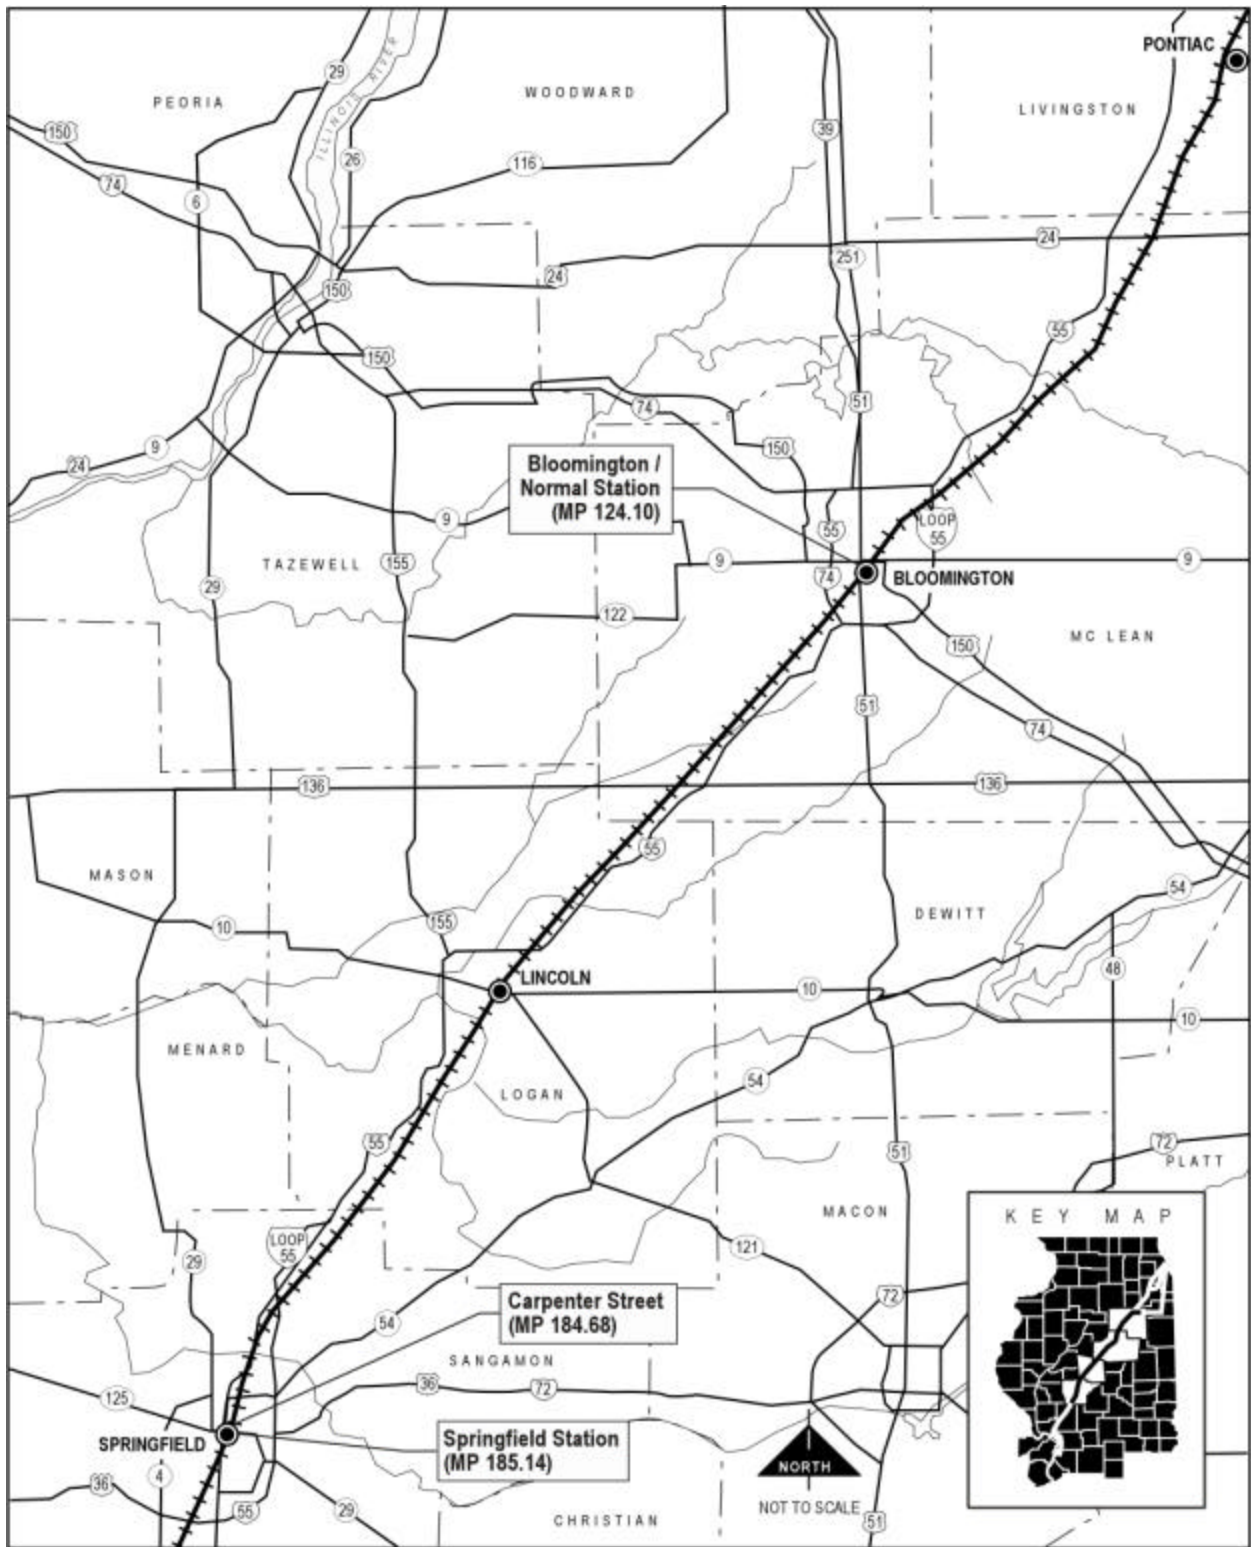 PONTIAC
29
ILLINOIS RIVER
PEORIA
WOODWARD
LIVINGSTON
150
39
26
116
74
6
24
251
24
150
55
150
51
74
9
24
150
Bloomington /
Normal Station
(MP 124.10)
9
LOOP
55
55
TAZEWELL
155
9
9
74
BLOOMINGTON
29
122
150
MC LEAN
51
74
136
136
55
MASON
54
DEWITT
155
10
LINCOLN
48
10
10
MENARD
54
LOGAN
55
51
72
PLATT
MACON
KEY MAP
LOOP
55
121
29
72
Carpenter Street
(MP 184.68)
54
SANGAMON
36
72
125
SPRINGFIELD
Springfield Station
(MP 185.14)
NORTH
4
36
NOT TO SCALE
55
29
CHRISTIAN
51